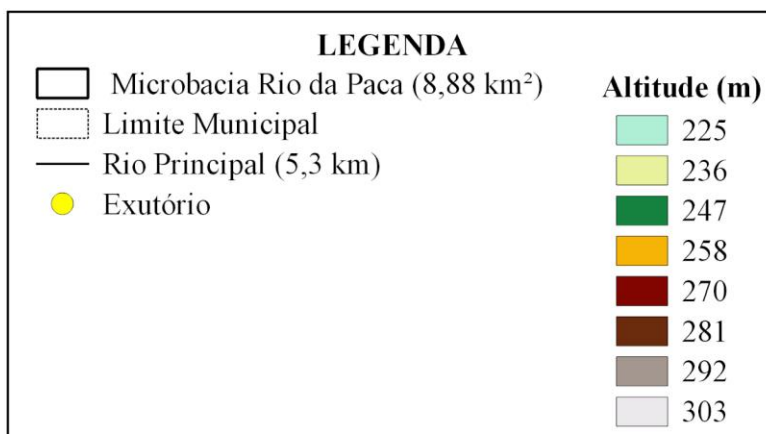 LEGENDA
Microbacia Rio da Paca (8,88 km²)
Limite Municipal
Rio Principal (5,3 km)
Exutório
Altitude (m)
225
236
247
258
270
281
292
303